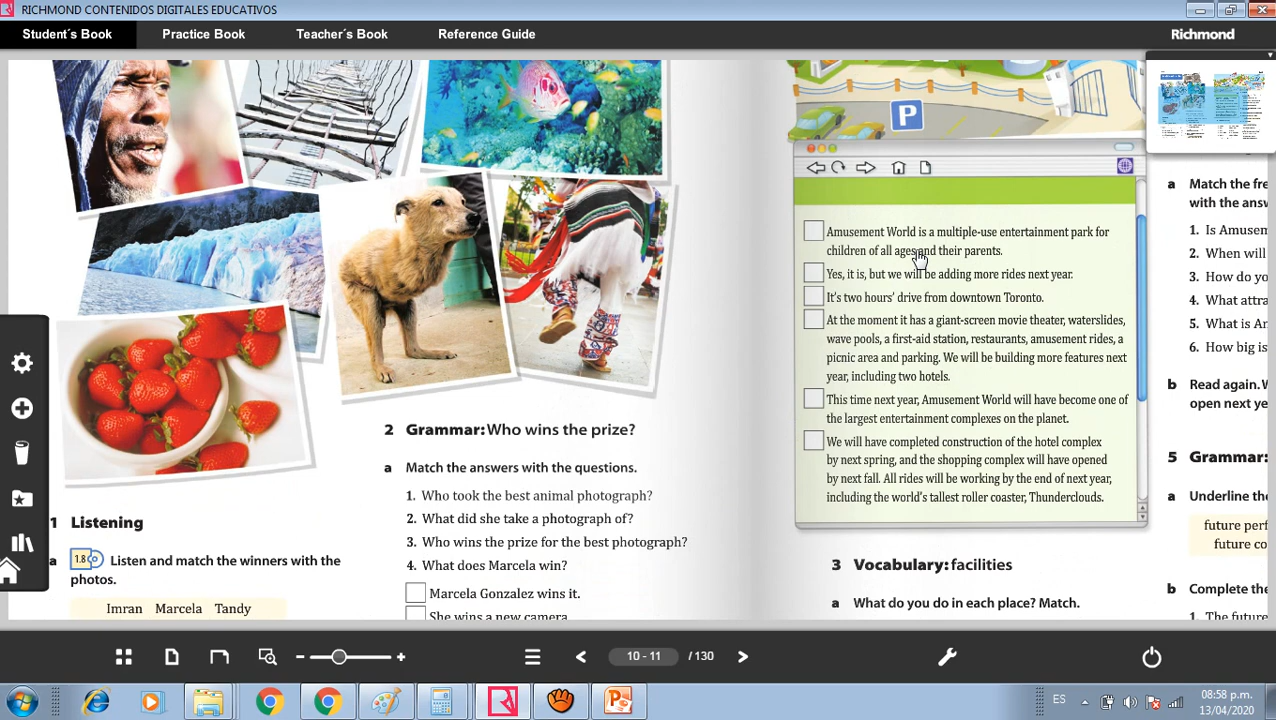 RICHMOND CONTENIDOS DIGITALES EDUCATIVOS
Student´s Book
Practice Book
Teacher´s Book
Reference Guide
Richmond
P
Amusement World is a multiple-use entertainment park for
children of all ages and their parents.
Yes, it is, but we will be adding more rides next year.
It's two hours' drive from downtown Toronto.
At the moment it has a giant-screen movie theater, waterslides,
wave pools, a first-aid station, restaurants, amusement rides, a
picnic area and parking. We will be building more features next
year, including two hotels.
This time next year, Amusement World will have become one of
the largest entertainment complexes on the planet.
We will have completed construction of the hotel complex
by next spring, and the shopping complex will have opened
by next fall. All rides will be working by the end of next year,
including the world's tallest roller coaster, Thunderclouds.
2 Grammar: Who wins the prize?
a Match the answers with the questions.
1. Who took the best animal photograph?
2. What did she take a photograph of?
3. Who wins the prize for the best photograph?
4. What does Marcela win?
Marcela Gonzalez wins it.
She wins a new camera
1 Listening
a 1.8 Listen and match the winners with the
photos.
Imran Marcela Tandy
3 Vocabulary: facilities
a What do you do in each place? Match.
a Match the fre
with the answ
1. Is Amusem
2. When will
3. How do yo
4. What attra
5. What is Am
6. How big is
b Read again. W
open next ye
5 Grammar:
a Underline the
future perf
future co
b Complete the
1. The future
10 - 11 / 130
ES
08:58 p.m.
13/04/2020